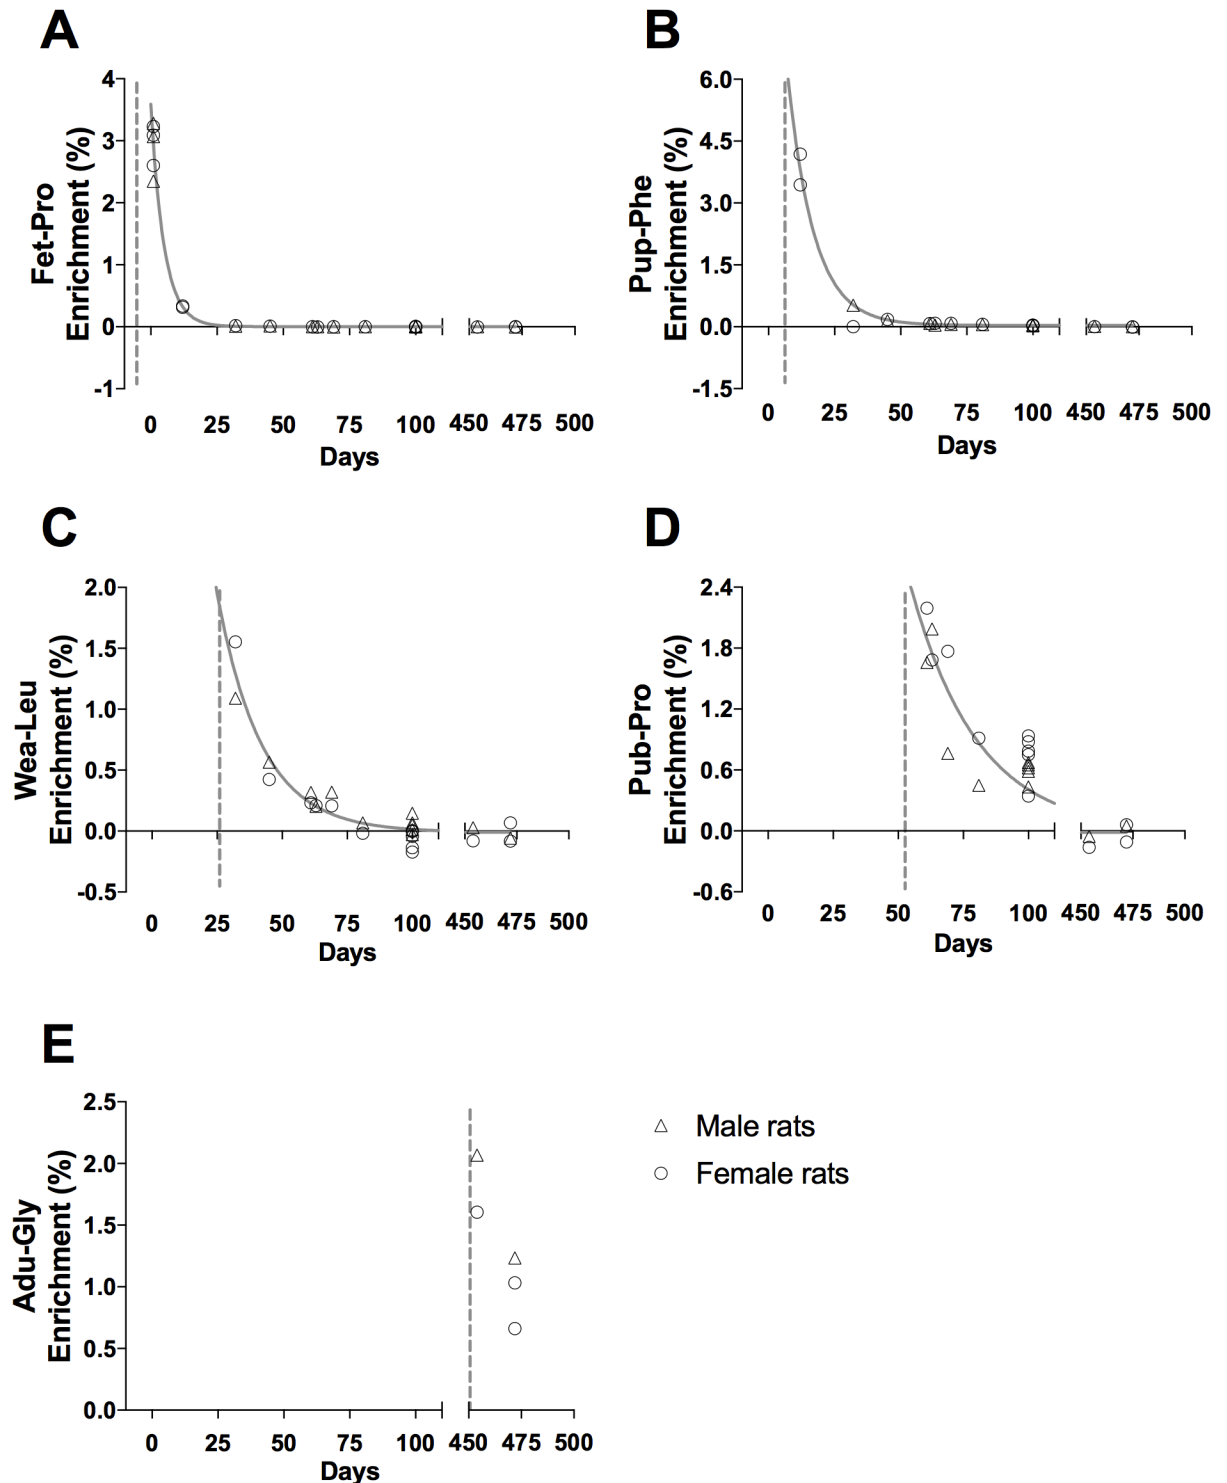 A
Fet-Pro
Enrichment (%)
4
3
2
1
0
-1
0 25 50 75 100 450 475 500
Days
B
Pup-Phe
Enrichment (%)
6.0
4.5
3.0
1.5
0.0
-1.5
0 25 50 75 100 450 475 500
Days
C
Wea-Leu
Enrichment (%)
2.0
1.5
1.0
0.5
0.0
-0.5
0 25 50 75 100 450 475 500
Days
D
Pub-Pro
Enrichment (%)
2.4
1.8
1.2
0.6
0.0
-0.6
0 25 50 75 100 450 475 500
Days
E
Adu-Gly
Enrichment (%)
2.5
2.0
1.5
1.0
0.5
0.0
0 25 50 75 100 450 475 500
Days
Male rats
Female rats